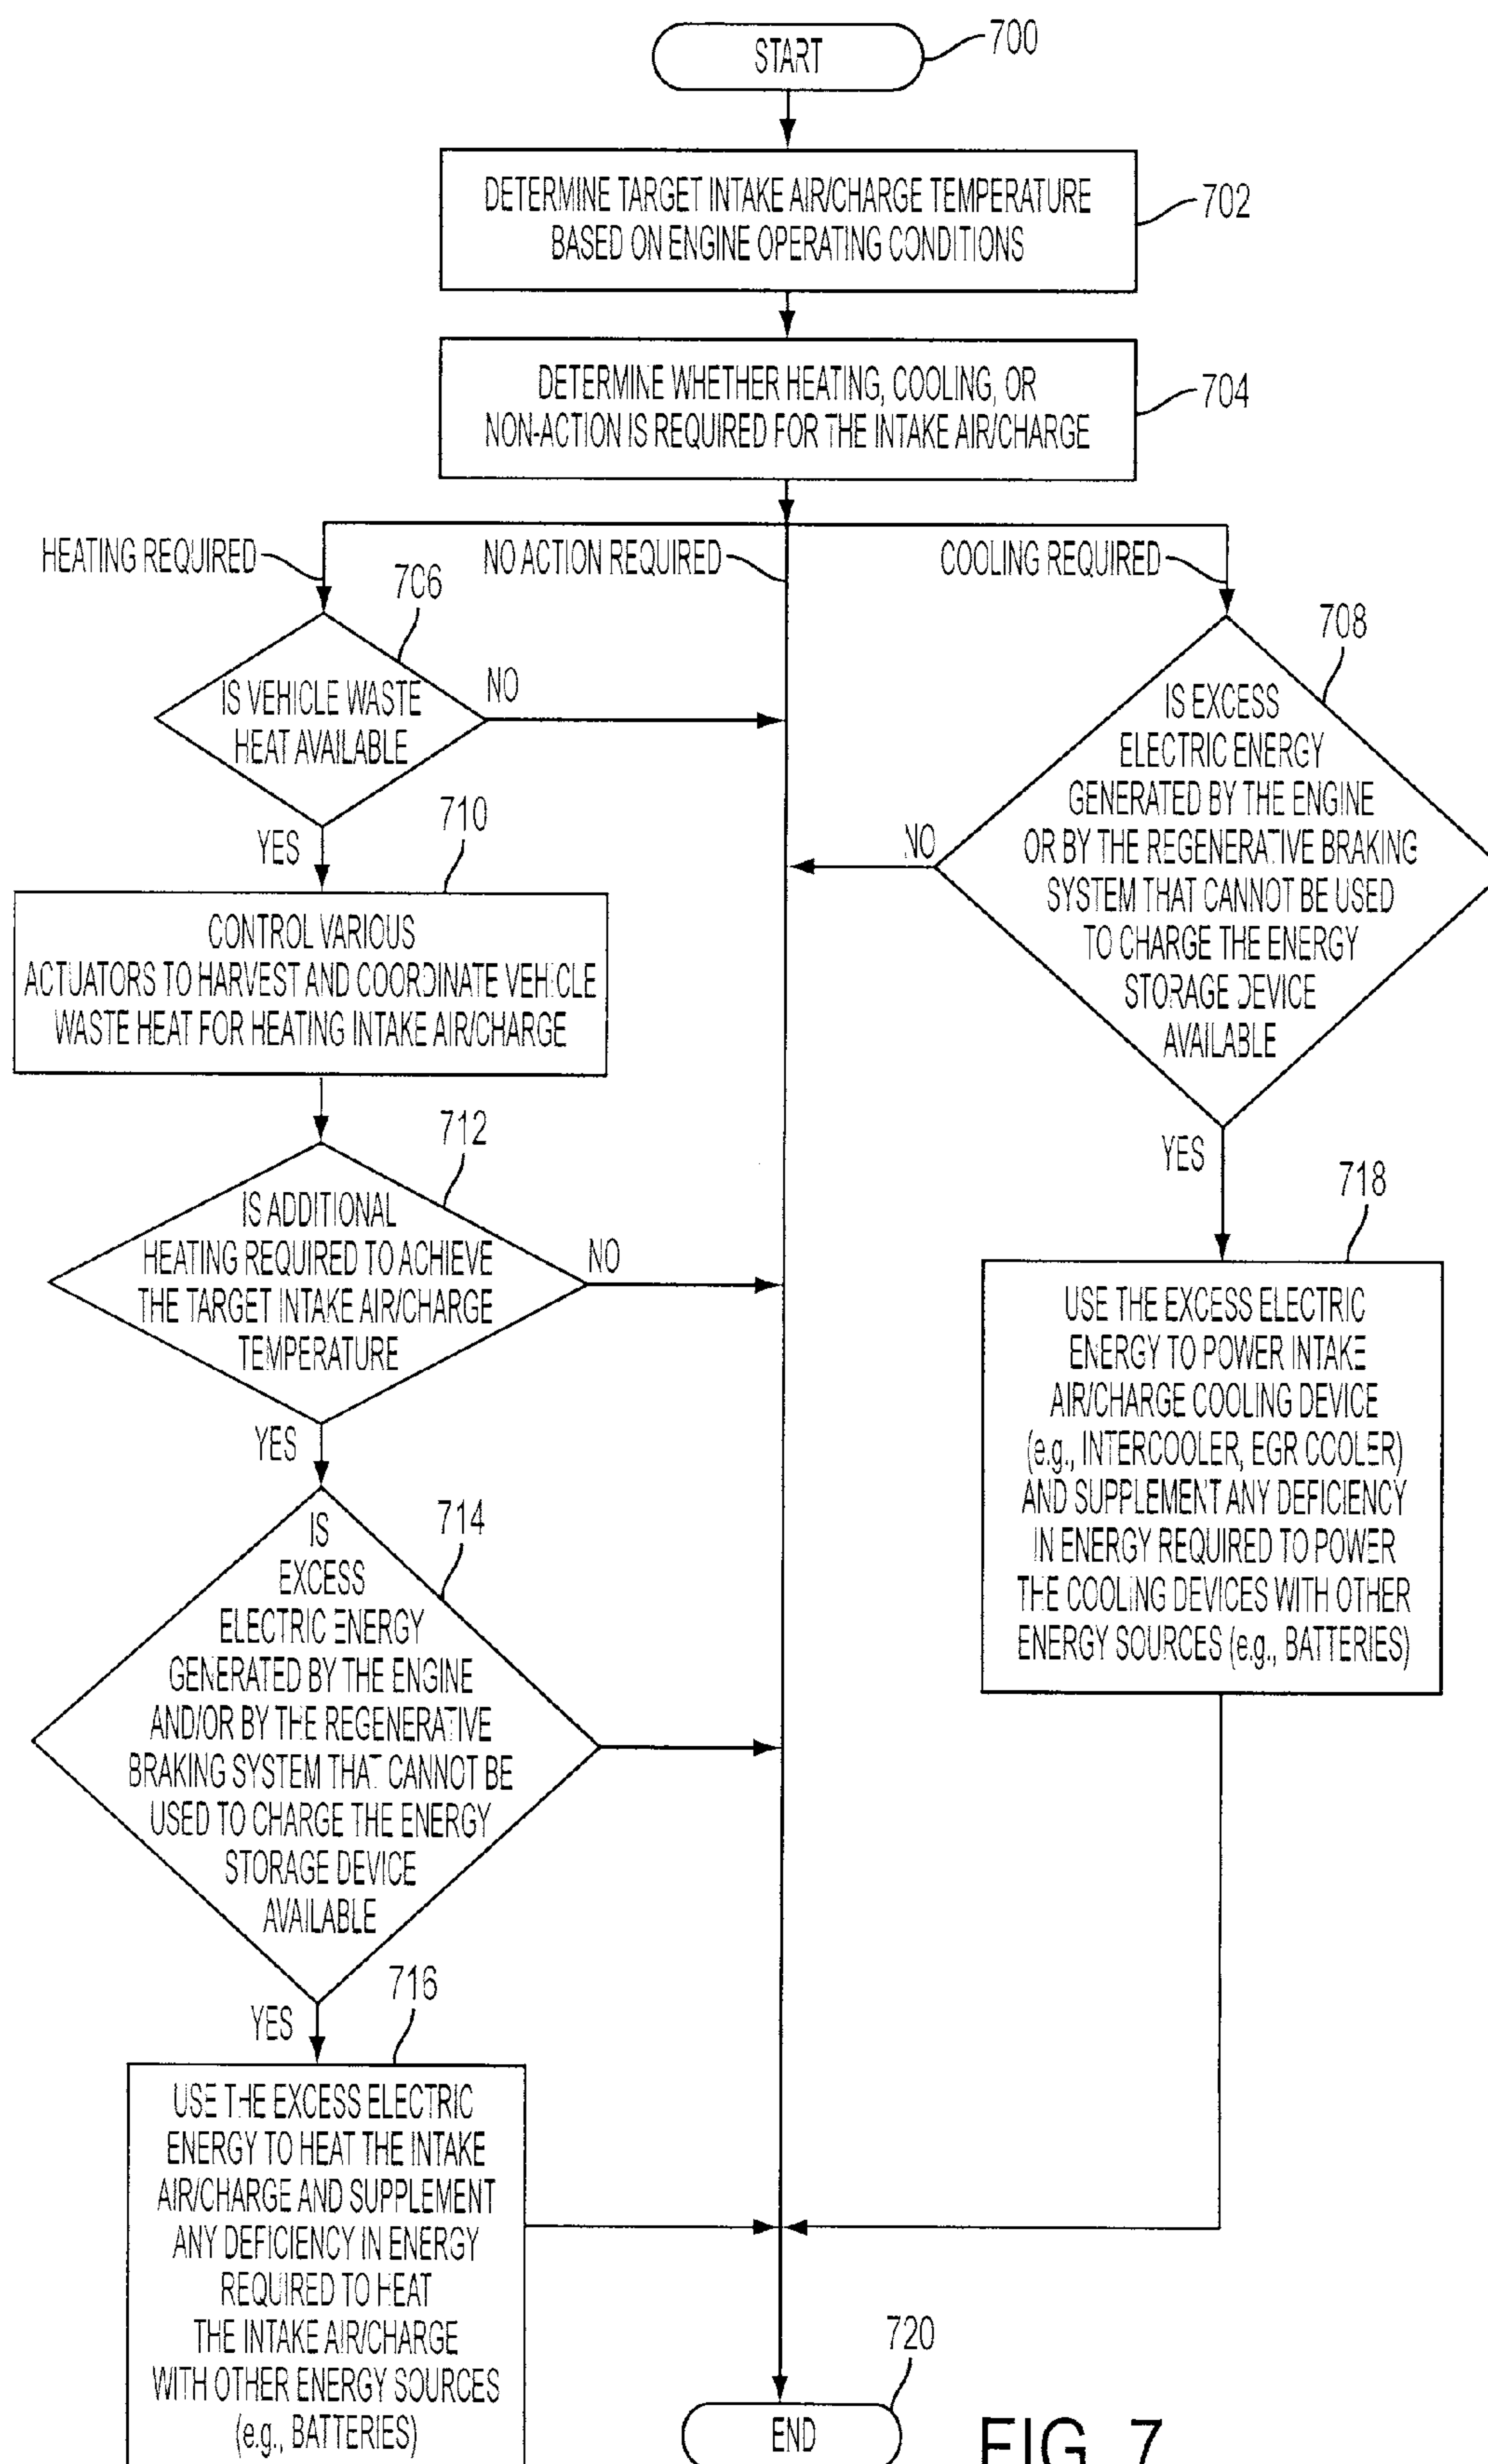 START
700
DETERMINE TARGET INTAKE AIR/CHARGE TEMPERATURE
BASED ON ENGINE OPERATING CONDITIONS
702
DETERMINE WHETHER HEATING, COOLING, OR
NON-ACTION IS REQUIRED FOR THE INTAKE AIR/CHARGE
704
HEATING REQUIRED
NO ACTION REQUIRED
COOLING REQUIRED
706
IS VEHICLE WASTE
HEAT AVAILABLE
NO
YES
708
IS EXCESS
ELECTRIC ENERGY
GENERATED BY THE ENGINE
OR BY THE REGENERATIVE BRAKING
SYSTEM THAT CANNOT BE USED
TO CHARGE THE ENERGY
STORAGE DEVICE
AVAILABLE
NO
YES
710
CONTROL VARIOUS
ACTUATORS TO HARVEST AND COORDINATE VEHICLE
WASTE HEAT FOR HEATING INTAKE AIR/CHARGE
712
IS ADDITIONAL
HEATING REQUIRED TO ACHIEVE
THE TARGET INTAKE AIR/CHARGE
TEMPERATURE
NO
YES
718
USE THE EXCESS ELECTRIC
ENERGY TO POWER INTAKE
AIR/CHARGE COOLING DEVICE
(e.g., INTERCOOLER, EGR COOLER)
AND SUPPLEMENT ANY DEFICIENCY
IN ENERGY REQUIRED TO POWER
THE COOLING DEVICES WITH OTHER
ENERGY SOURCES (e.g., BATTERIES)
714
IS
EXCESS
ELECTRIC ENERGY
GENERATED BY THE ENGINE
AND/OR BY THE REGENERATIVE
BRAKING SYSTEM THAT CANNOT BE
USED TO CHARGE THE ENERGY
STORAGE DEVICE
AVAILABLE
YES
716
USE THE EXCESS ELECTRIC
ENERGY TO HEAT THE INTAKE
AIR/CHARGE AND SUPPLEMENT
ANY DEFICIENCY IN ENERGY
REQUIRED TO HEAT
THE INTAKE AIR/CHARGE
WITH OTHER ENERGY SOURCES
(e.g., BATTERIES)
720
END
FIG. 7